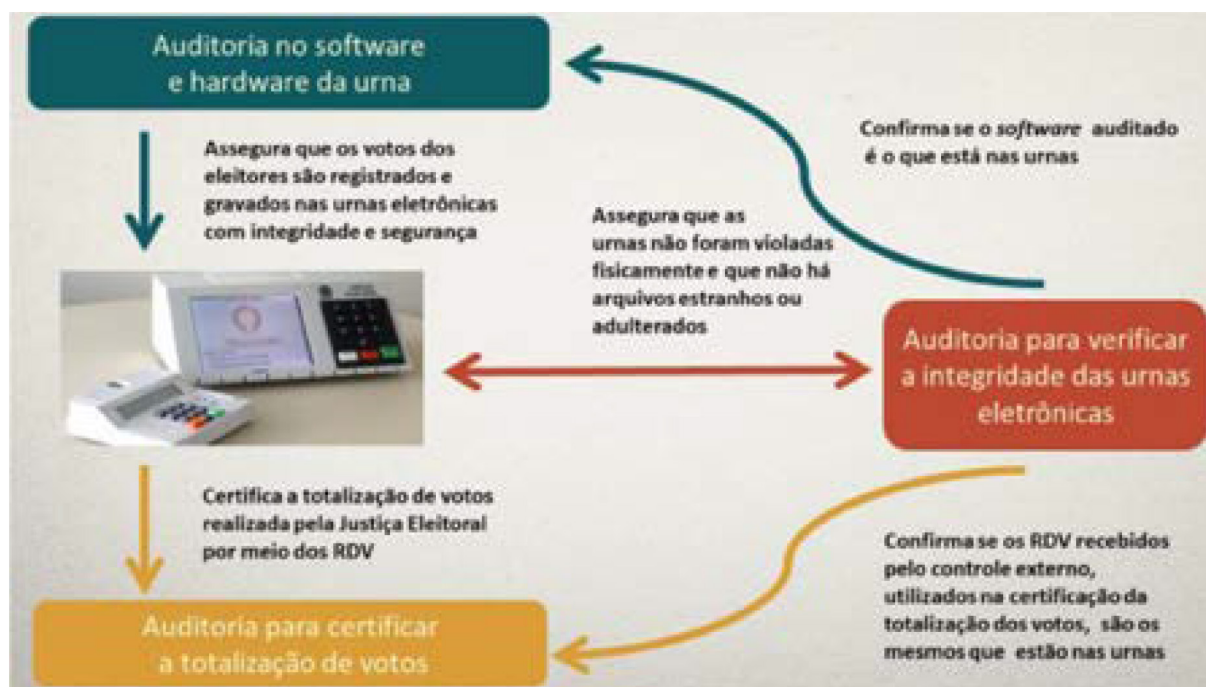 Auditoria no software
e hardware da urna
Assegura que os votos dos
eleitores são registrados e
gravados nas urnas eletrônicas
com integridade e segurança
Confirma se o software auditado
é o que está nas urnas
Assegura que as
urnas não foram violadas
fisicamente e que não há
arquivos estranhos ou
adulterados
Auditoria para verificar
a integridade das urnas
eletrônicas
Certifica a totalização de votos
realizada pela Justiça Eleitoral
por meio dos RDV
Confirma se os RDV recebidos
pelo controle externo,
utilizados na certificação da
totalização dos votos, são os
mesmos que estão nas urnas
Auditoria para certificar
a totalização de votos